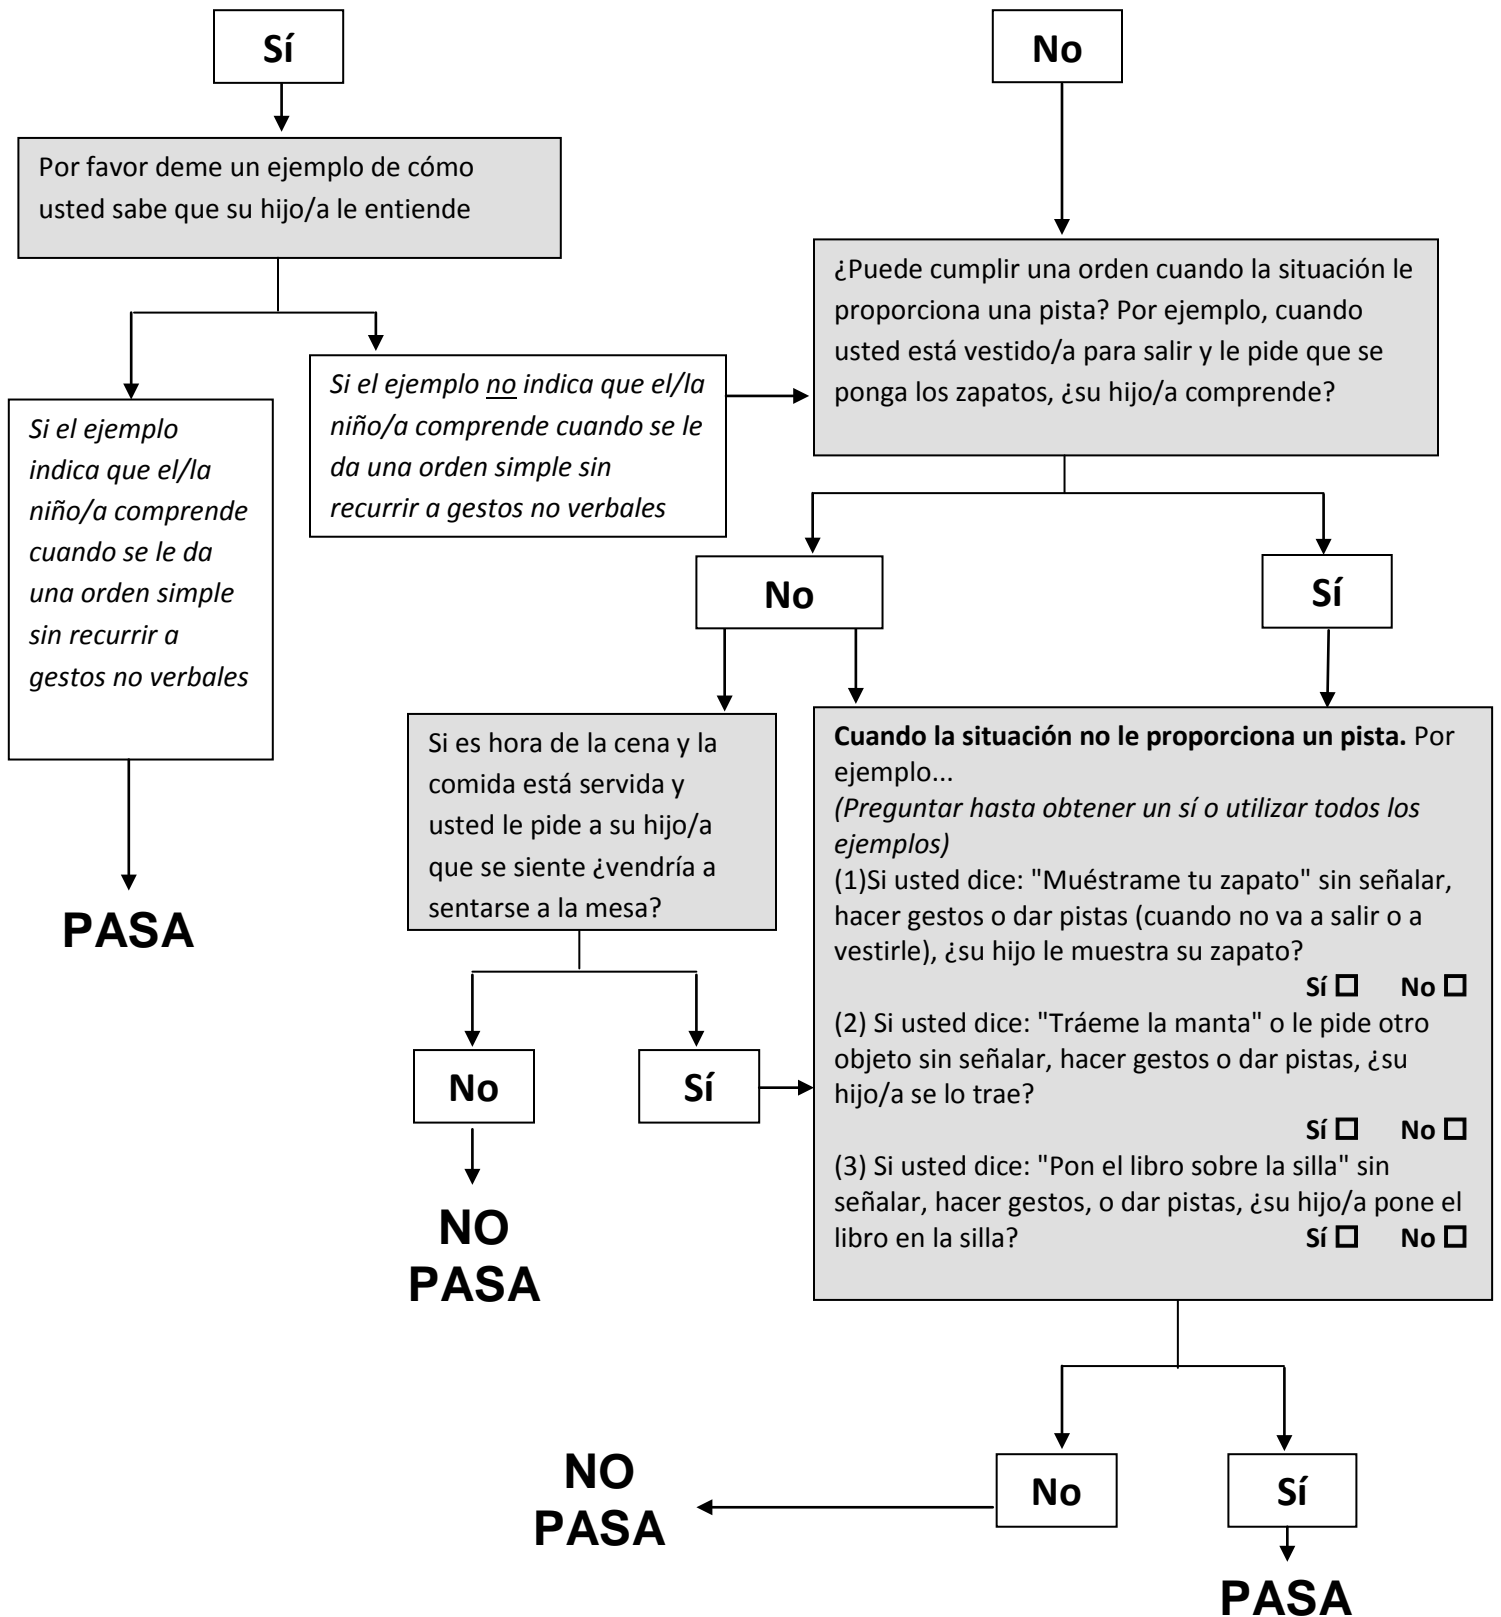 Sí
No
Por favor deme un ejemplo de cómo
usted sabe que su hijo/a le entiende
¿Puede cumplir una orden cuando la situación le
proporciona una pista? Por ejemplo, cuando
usted está vestido/a para salir y le pide que se
ponga los zapatos, ¿su hijo/a comprende?
Si el ejemplo no indica que el/la
niño/a comprende cuando se le
da una orden simple sin
recurrir a gestos no verbales
Si el ejemplo
indica que el/la
niño/a comprende
cuando se le da
una orden simple
sin recurrir a
gestos no verbales
PASA
No
Sí
Si es hora de la cena y la
comida está servida y
usted le pide a su hijo/a
que se siente ¿vendría a
sentarse a la mesa?
No
Sí
NO
PASA
Cuando la situación no le proporciona un pista. Por
ejemplo...
(Preguntar hasta obtener un sí o utilizar todos los
ejemplos)
(1)Si usted dice: "Muéstrame tu zapato" sin señalar,
hacer gestos o dar pistas (cuando no va a salir o a
vestirle), ¿su hijo le muestra su zapato?
Sí ☐ No ☐
(2) Si usted dice: "Tráeme la manta" o le pide otro
objeto sin señalar, hacer gestos o dar pistas, ¿su
hijo/a se lo trae?
Sí ☐ No ☐
(3) Si usted dice: "Pon el libro sobre la silla" sin
señalar, hacer gestos, o dar pistas, ¿su hijo/a pone el
libro en la silla? Sí ☐ No ☐
No
Sí
NO
PASA
PASA